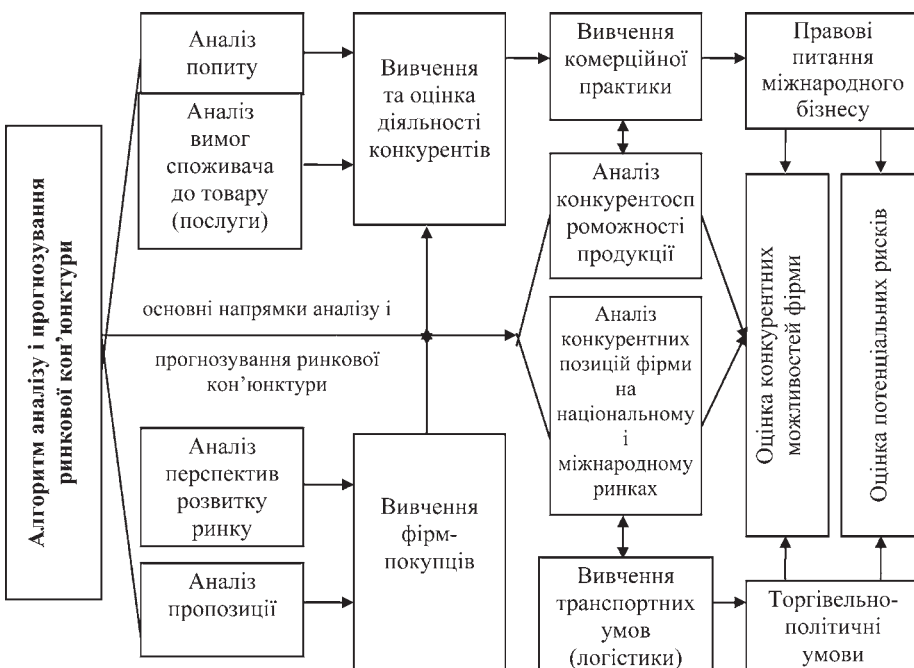 Алгоритм аналізу і прогнозування
ринкової кон’юнктури
Аналіз
попиту
Аналіз
вимог
споживача
до товару
(послуги)
основні напрямки аналізу і
прогнозування ринкової
кон’юнктури
Аналіз
перспектив
розвитку
ринку
Аналіз
пропозиції
Вивчення
та оцінка
діяльності
конкурентів
Вивчення
фірм-
покупців
Вивчення
комерційної
практики
Аналіз
конкурентосп
роможності
продукції
Аналіз
конкурентних
позицій фірми
на
національному
і
міжнародному
ринках
Вивчення
транспортних
умов
(логістики)
Правові
питання
міжнародного
бізнесу
Оцінка конкурентних
можливостей фірми
Оцінка потенціальних рисків
Торгівельно-
політичні
умови